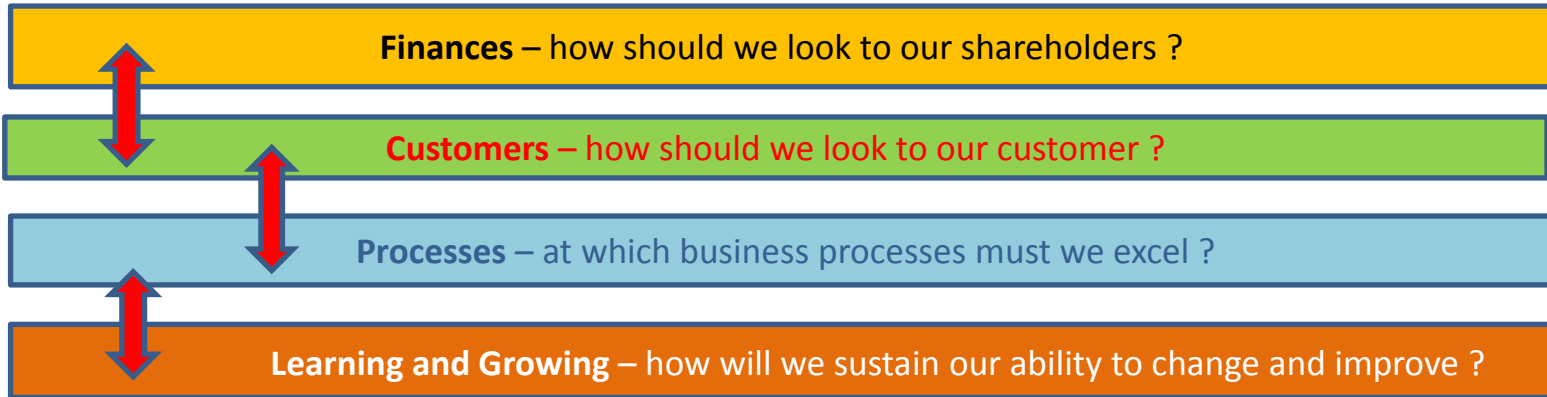 Finances – how should we look to our shareholders ?
Customers – how should we look to our customer ?
Processes – at which business processes must we excel ?
Learning and Growing – how will we sustain our ability to change and improve ?